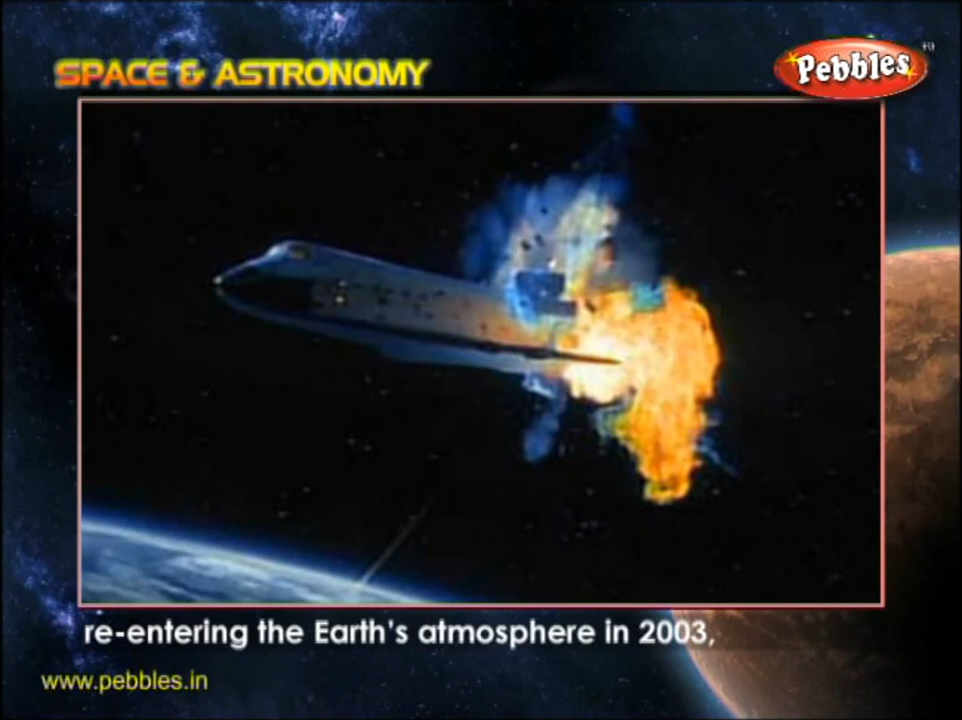 SPACE & ASTRONOMY
Pebbles
re-entering the Earth's atmosphere in 2003,
www.pebbles.in